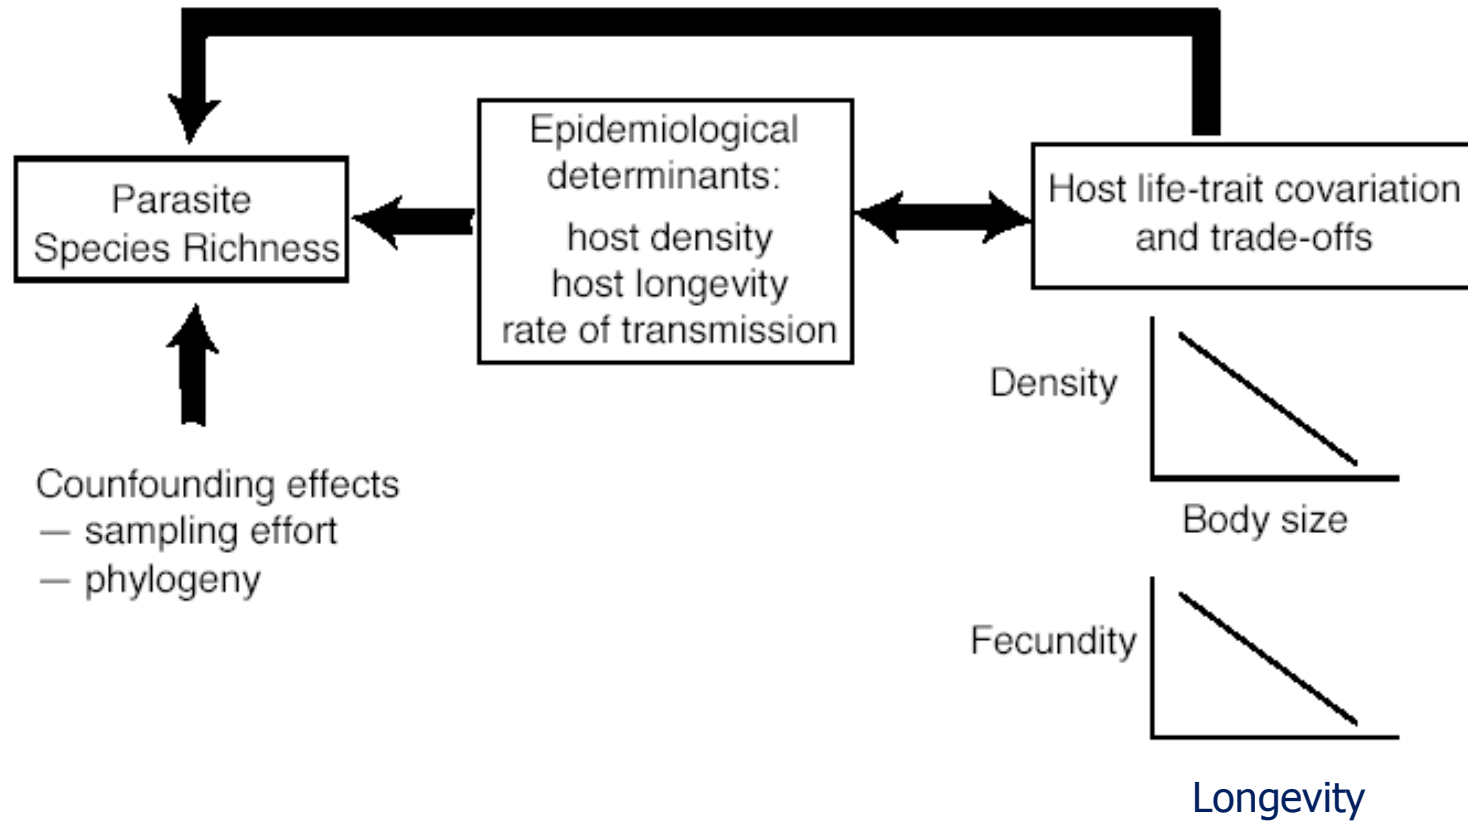 Parasite
Species Richness
Epidemiological
determinants:
host density
host longevity
rate of transmission
Host life-trait covariation
and trade-offs
Counfounding effects
— sampling effort
— phylogeny
Density
Body size
Fecundity
Longevity